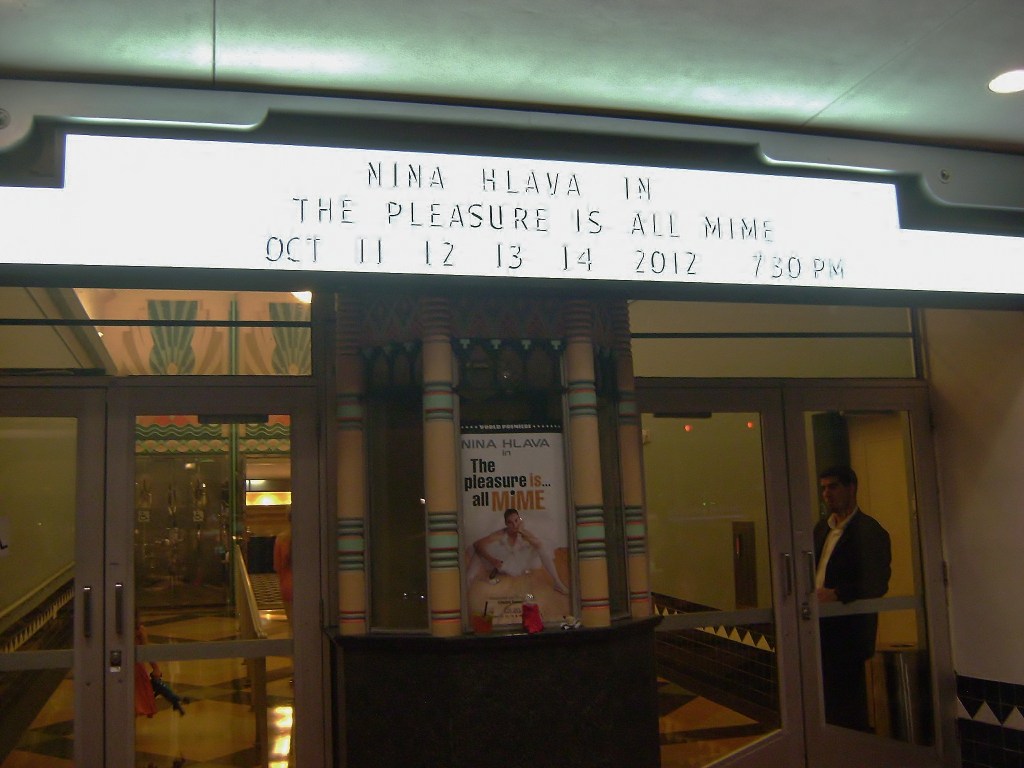 NINA HLAVA IN
THE PLEASURE IS ALL MIME
OCT 11 12 13 14 2012 730 PM
WORLD PREMIERE
NINA HLAVA
in
The
pleasure is...
all MiME